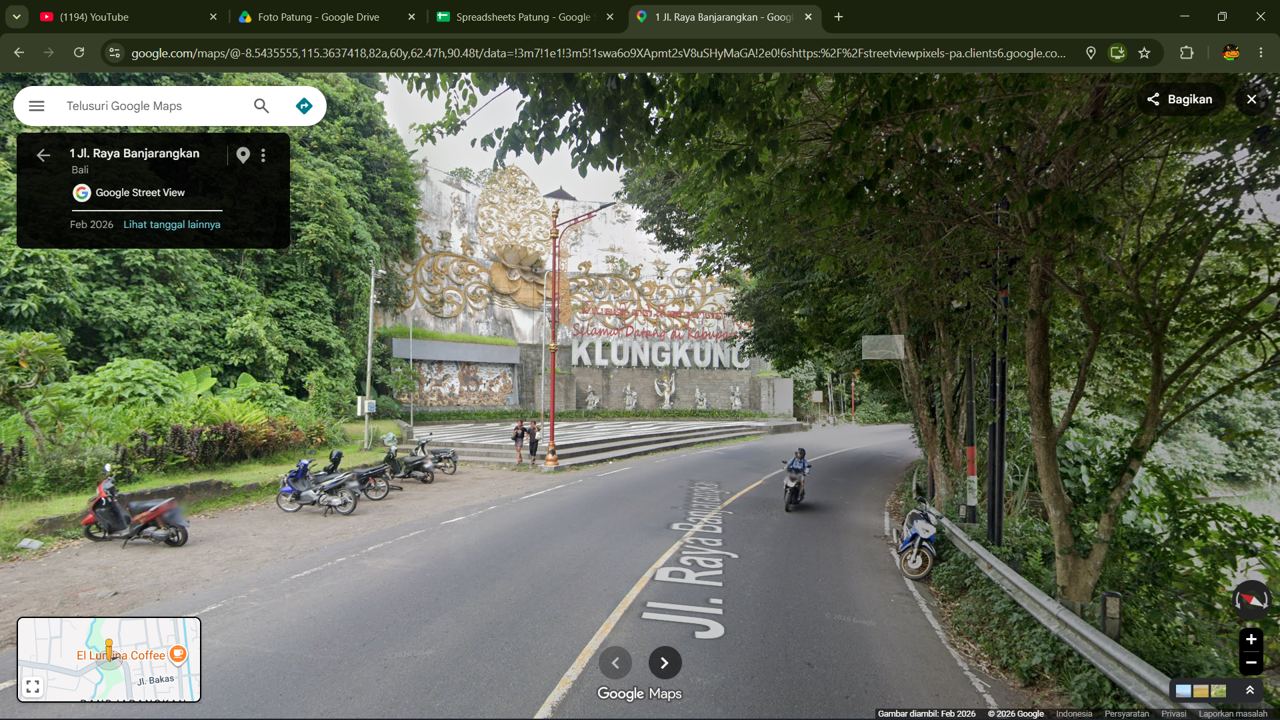 (1194) YouTube
Foto Patung - Google Drive
Spreadsheets Patung - Google S
1 Jl. Raya Banjarangkan - Goog
google.com/maps/@-8.5435555,115.3637418,82a,60y,62.47h,90.48t/data=!3m7!1e1!3m5!1swa6o9XApmt2sV8uSHyMaGA!2e0!6shttps:%2F%2Fstreetviewpixels-pa.clients6.google.co...
Telusuri Google Maps
Bagikan
1 Jl. Raya Banjarangkan
Bali
Google Street View
Feb 2026 Lihat tanggal lainnya
Selamat Datang di Kabupaten
KLUNGKUNG
Jl. Raya Banjarangkan
El Lumina Coffee
Jl. Bakas
Google Maps
Gambar diambil: Feb 2026 © 2026 Google Indonesia Persyaratan Privasi Laporkan masalah